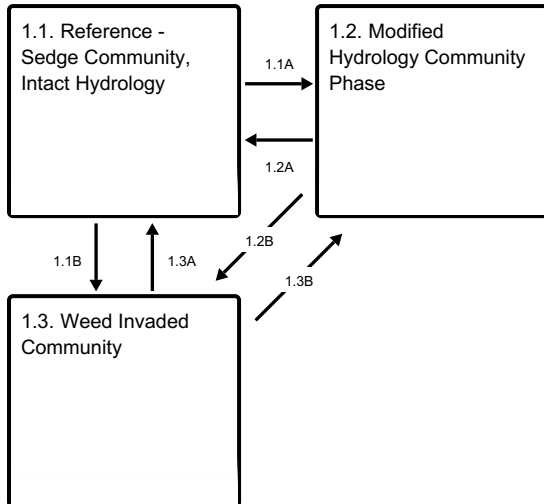 1.1. Reference -
Sedge Community,
Intact Hydrology
1.1A
1.2. Modified
Hydrology Community
Phase
1.2A
1.2B
1.1B
1.3A
1.3B
1.3. Weed Invaded
Community